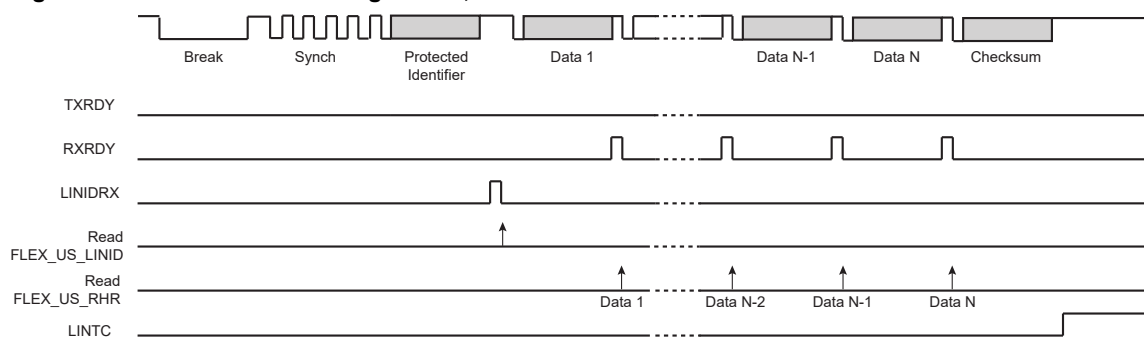 Break Synch Protected Identifier Data 1 Data N-1 Data N Checksum
TXRDY
RXRDY
LINIDRX
Read
FLEX_US_LINID
Read
FLEX_US_RHR
Data 1 Data N-2 Data N-1 Data N
LINTC